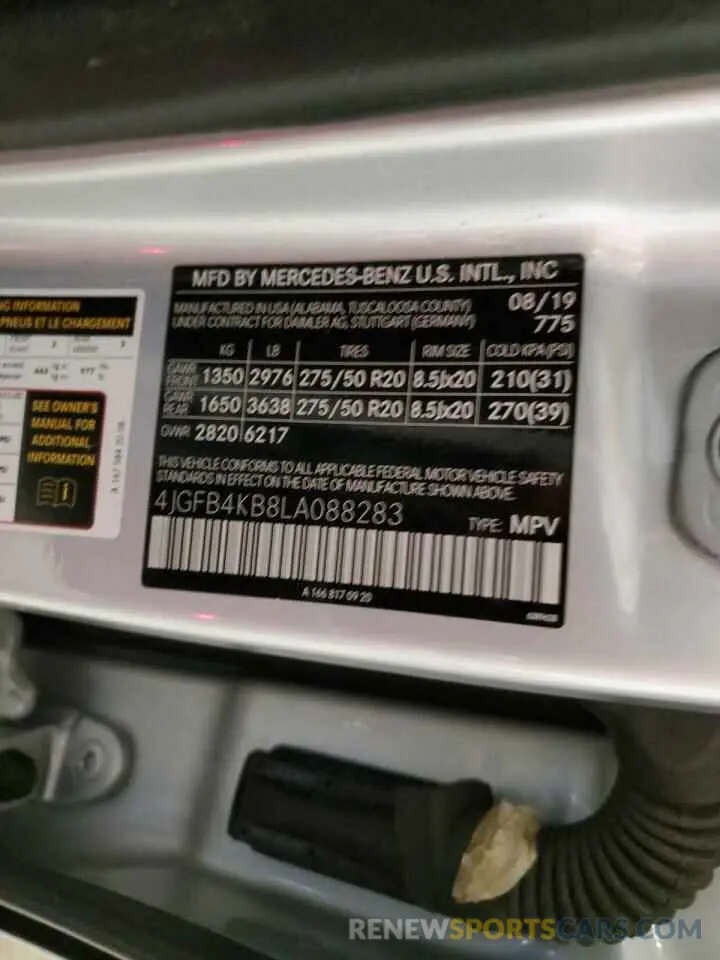 MFD BY MERCEDES-BENZ U.S. INTL., INC
MANUFACTURED IN USA (ALABAMA, TUSCALOOSA COUNTY) 08/19
UNDER CONTRACT FOR DAIMLER AG, STUTTGART (GERMANY) 775
KG LB TIRES RIM SIZE COLD KPA (PSI)
GAWR FRONT 1350 2976 275/50 R20 8.5Jx20 210(31)
GAWR REAR 1650 3638 275/50 R20 8.5Jx20 270(39)
GVWR 2820 6217
THIS VEHICLE CONFORMS TO ALL APPLICABLE FEDERAL MOTOR VEHICLE SAFETY
STANDARDS IN EFFECT ON THE DATE OF MANUFACTURE SHOWN ABOVE.
4JGFB4KB8LA088283 TYPE: MPV
A 166 817 09 20
INFORMATION
PNEUS ET LE CHARGEMENT
SEE OWNER'S
MANUAL FOR
ADDITIONAL
INFORMATION
RENEWSPORTSCARS.COM